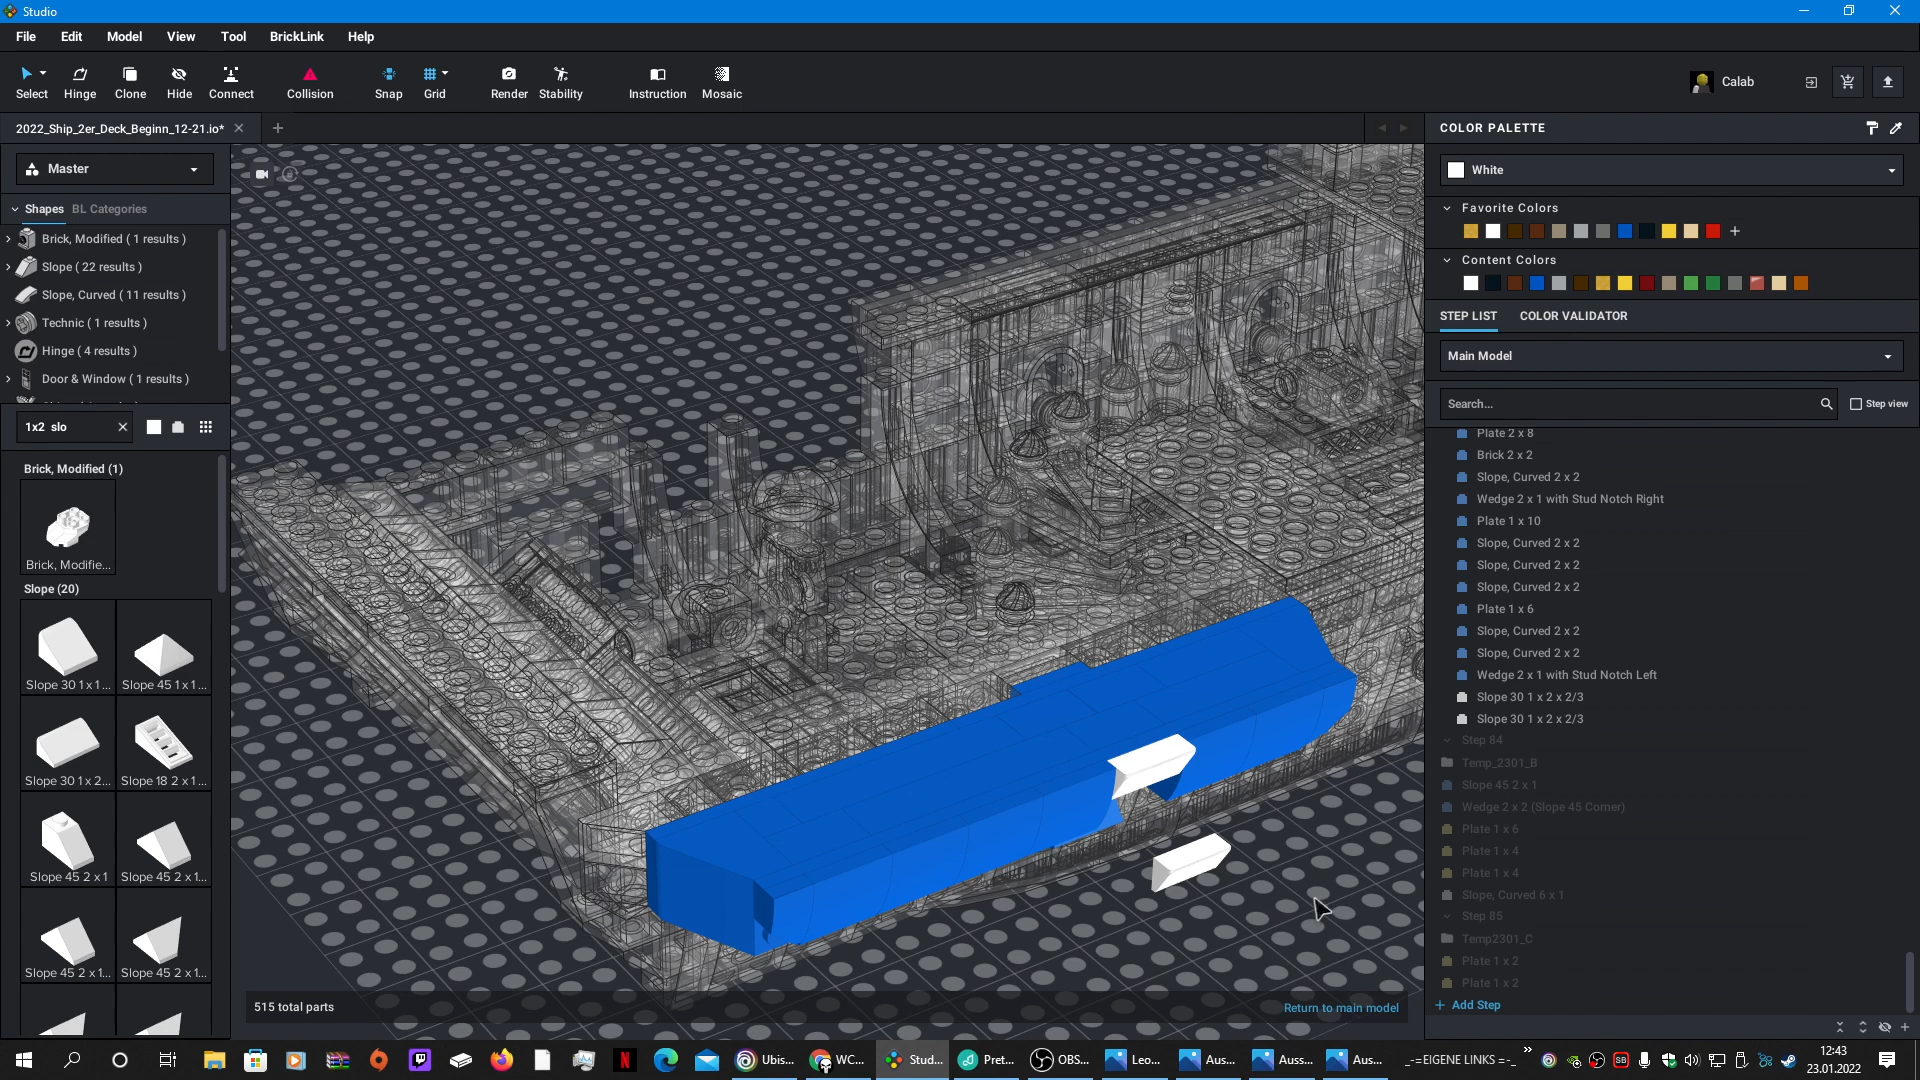 Studio
File Edit Model View Tool BrickLink Help
Select Hinge Clone Hide Connect Collision Snap Grid Render Stability Instruction Mosaic Calab
2022_Ship_2er_Deck_Beginn_12-21.io*
Master
Shapes BL Categories
Brick, Modified ( 1 results )
Slope ( 22 results )
Slope, Curved ( 11 results )
Technic ( 1 results )
Hinge ( 4 results )
Door & Window ( 1 results )
1x2 slo
Brick, Modified (1)
Brick, Modifie...
Slope (20)
Slope 30 1 x 1 ... Slope 45 1 x 1 ...
Slope 30 1 x 2... Slope 18 2 x 1 ...
Slope 45 2 x 1 Slope 45 2 x 1...
Slope 45 2 x 1... Slope 45 2 x 1...
515 total parts
Return to main model
COLOR PALETTE
White
Favorite Colors
Content Colors
STEP LIST COLOR VALIDATOR
Main Model
Search... Step view
Plate 2 x 8
Brick 2 x 2
Slope, Curved 2 x 2
Wedge 2 x 1 with Stud Notch Right
Plate 1 x 10
Slope, Curved 2 x 2
Slope, Curved 2 x 2
Slope, Curved 2 x 2
Plate 1 x 6
Slope, Curved 2 x 2
Slope, Curved 2 x 2
Wedge 2 x 1 with Stud Notch Left
Slope 30 1 x 2 x 2/3
Slope 30 1 x 2 x 2/3
Step 84
Temp_2301_B
Slope 45 2 x 1
Wedge 2 x 2 (Slope 45 Corner)
Plate 1 x 6
Plate 1 x 4
Plate 1 x 4
Slope, Curved 6 x 1
Step 85
Temp2301_C
Plate 1 x 2
Plate 1 x 2
+ Add Step
Ubis... WC... Stud... Pret... OBS... Leo... Aus... Auss... Aus... _-=EIGENE LINKS =-_ » 12:43
23.01.2022